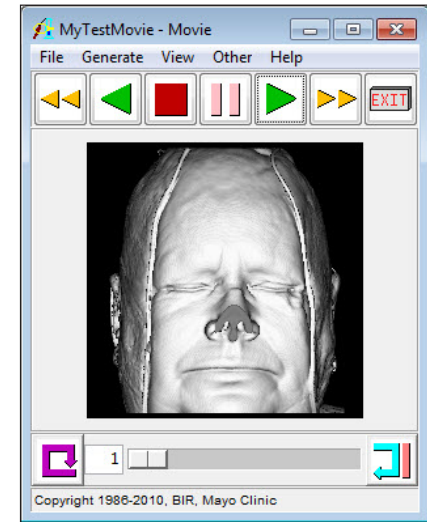 MyTestMovie - Movie
File Generate View Other Help
EXIT
1
Copyright 1986-2010, BIR, Mayo Clinic